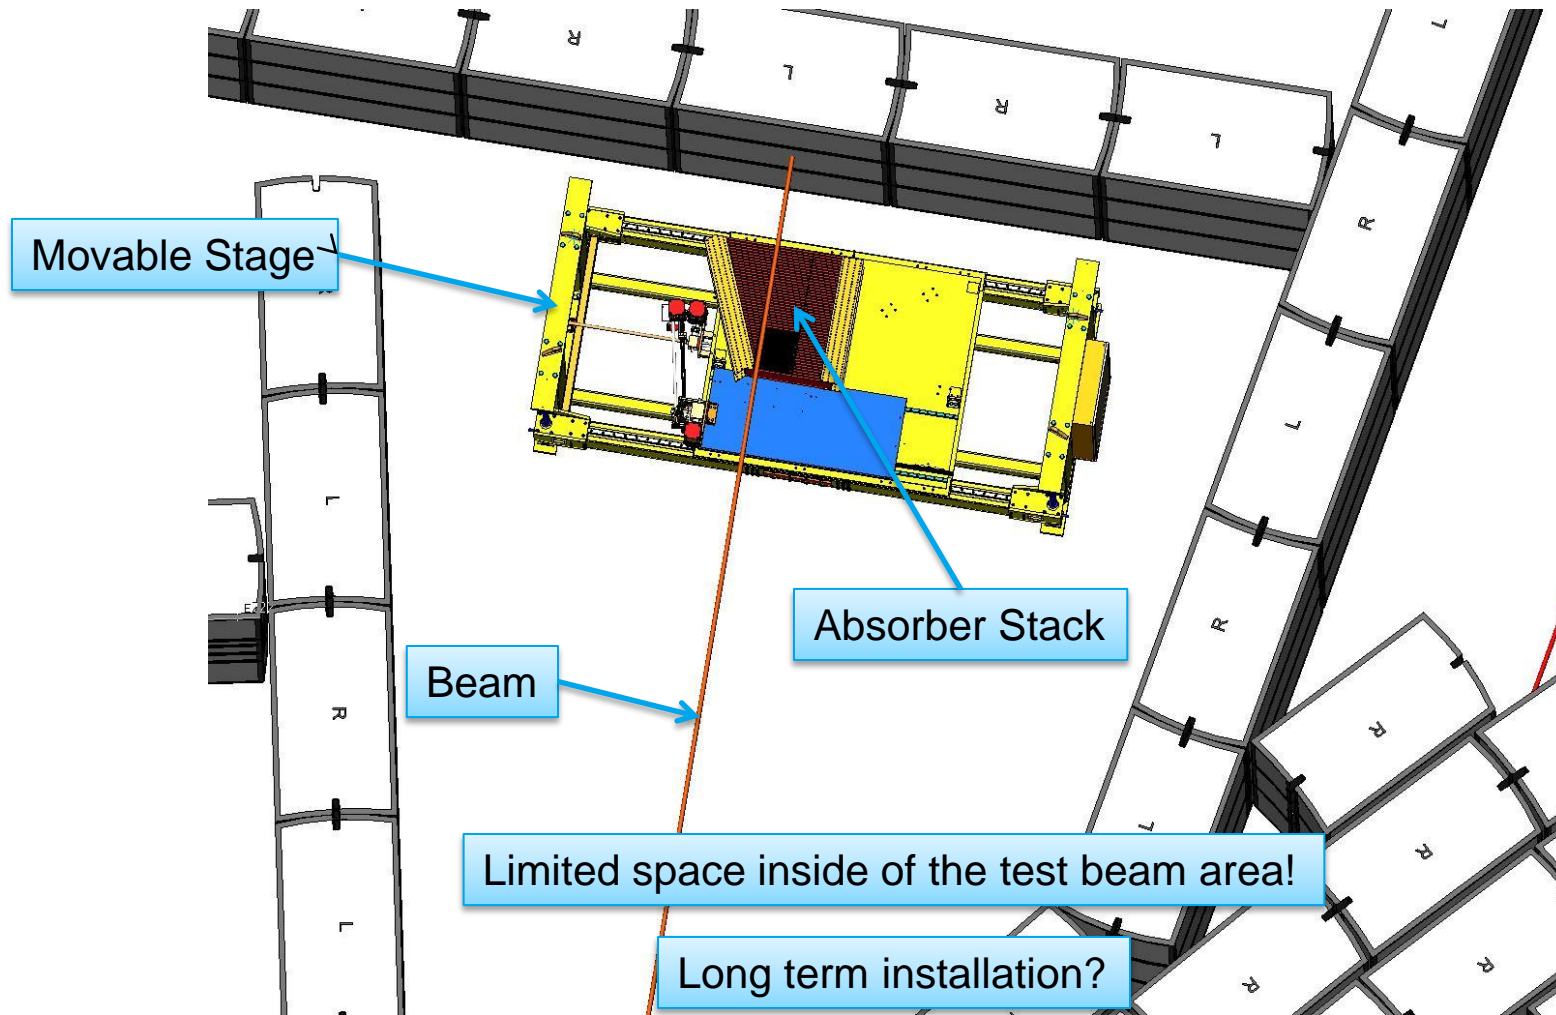 R
L
R
L
L
R
Movable Stage
L
L
R
Absorber Stack
Beam
R
R
L
Limited space inside of the test beam area!
R
L
Long term installation?
R
R